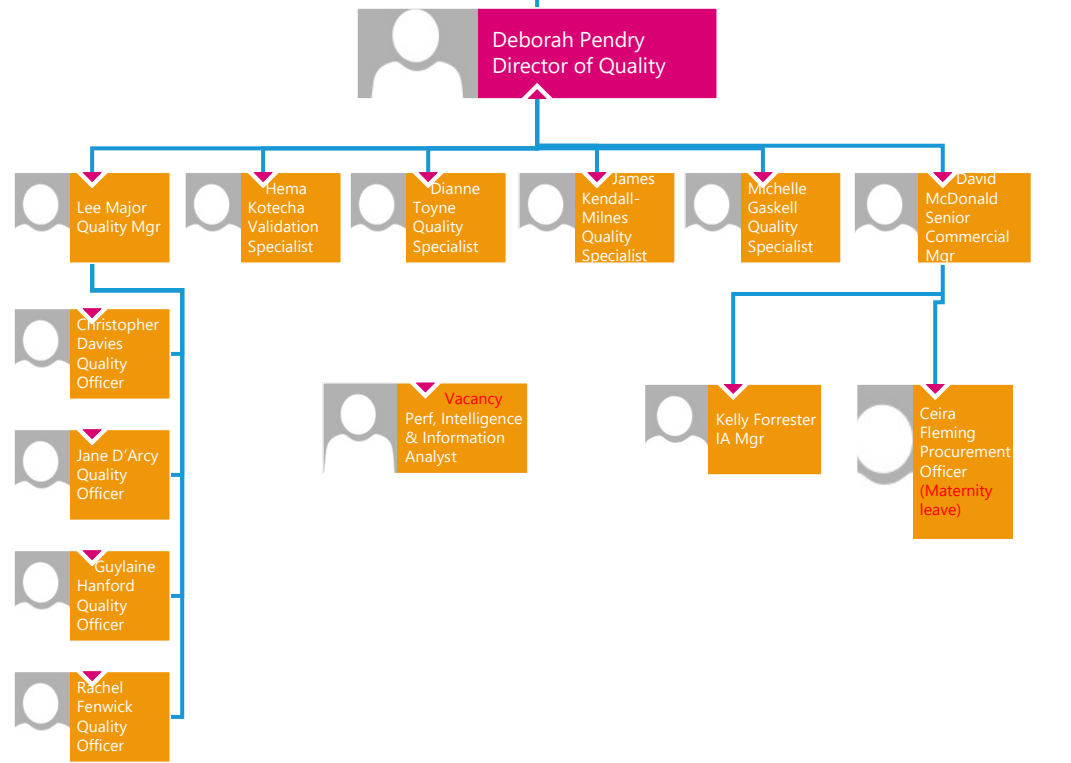 Deborah Pendry
Director of Quality
Lee Major
Quality Mgr
Hema
Kotecha
Validation
Specialist
Dianne
Toyne
Quality
Specialist
James
Kendall-
Milnes
Quality
Specialist
Michelle
Gaskell
Quality
Specialist
David
McDonald
Senior
Commercial
Mgr
Christopher
Davies
Quality
Officer
Jane D’Arcy
Quality
Officer
Guylaine
Hanford
Quality
Officer
Rachel
Fenwick
Quality
Officer
Vacancy
Perf, Intelligence
& Information
Analyst
Kelly Forrester
IA Mgr
Ceira
Fleming
Procurement
Officer
(Maternity
leave)